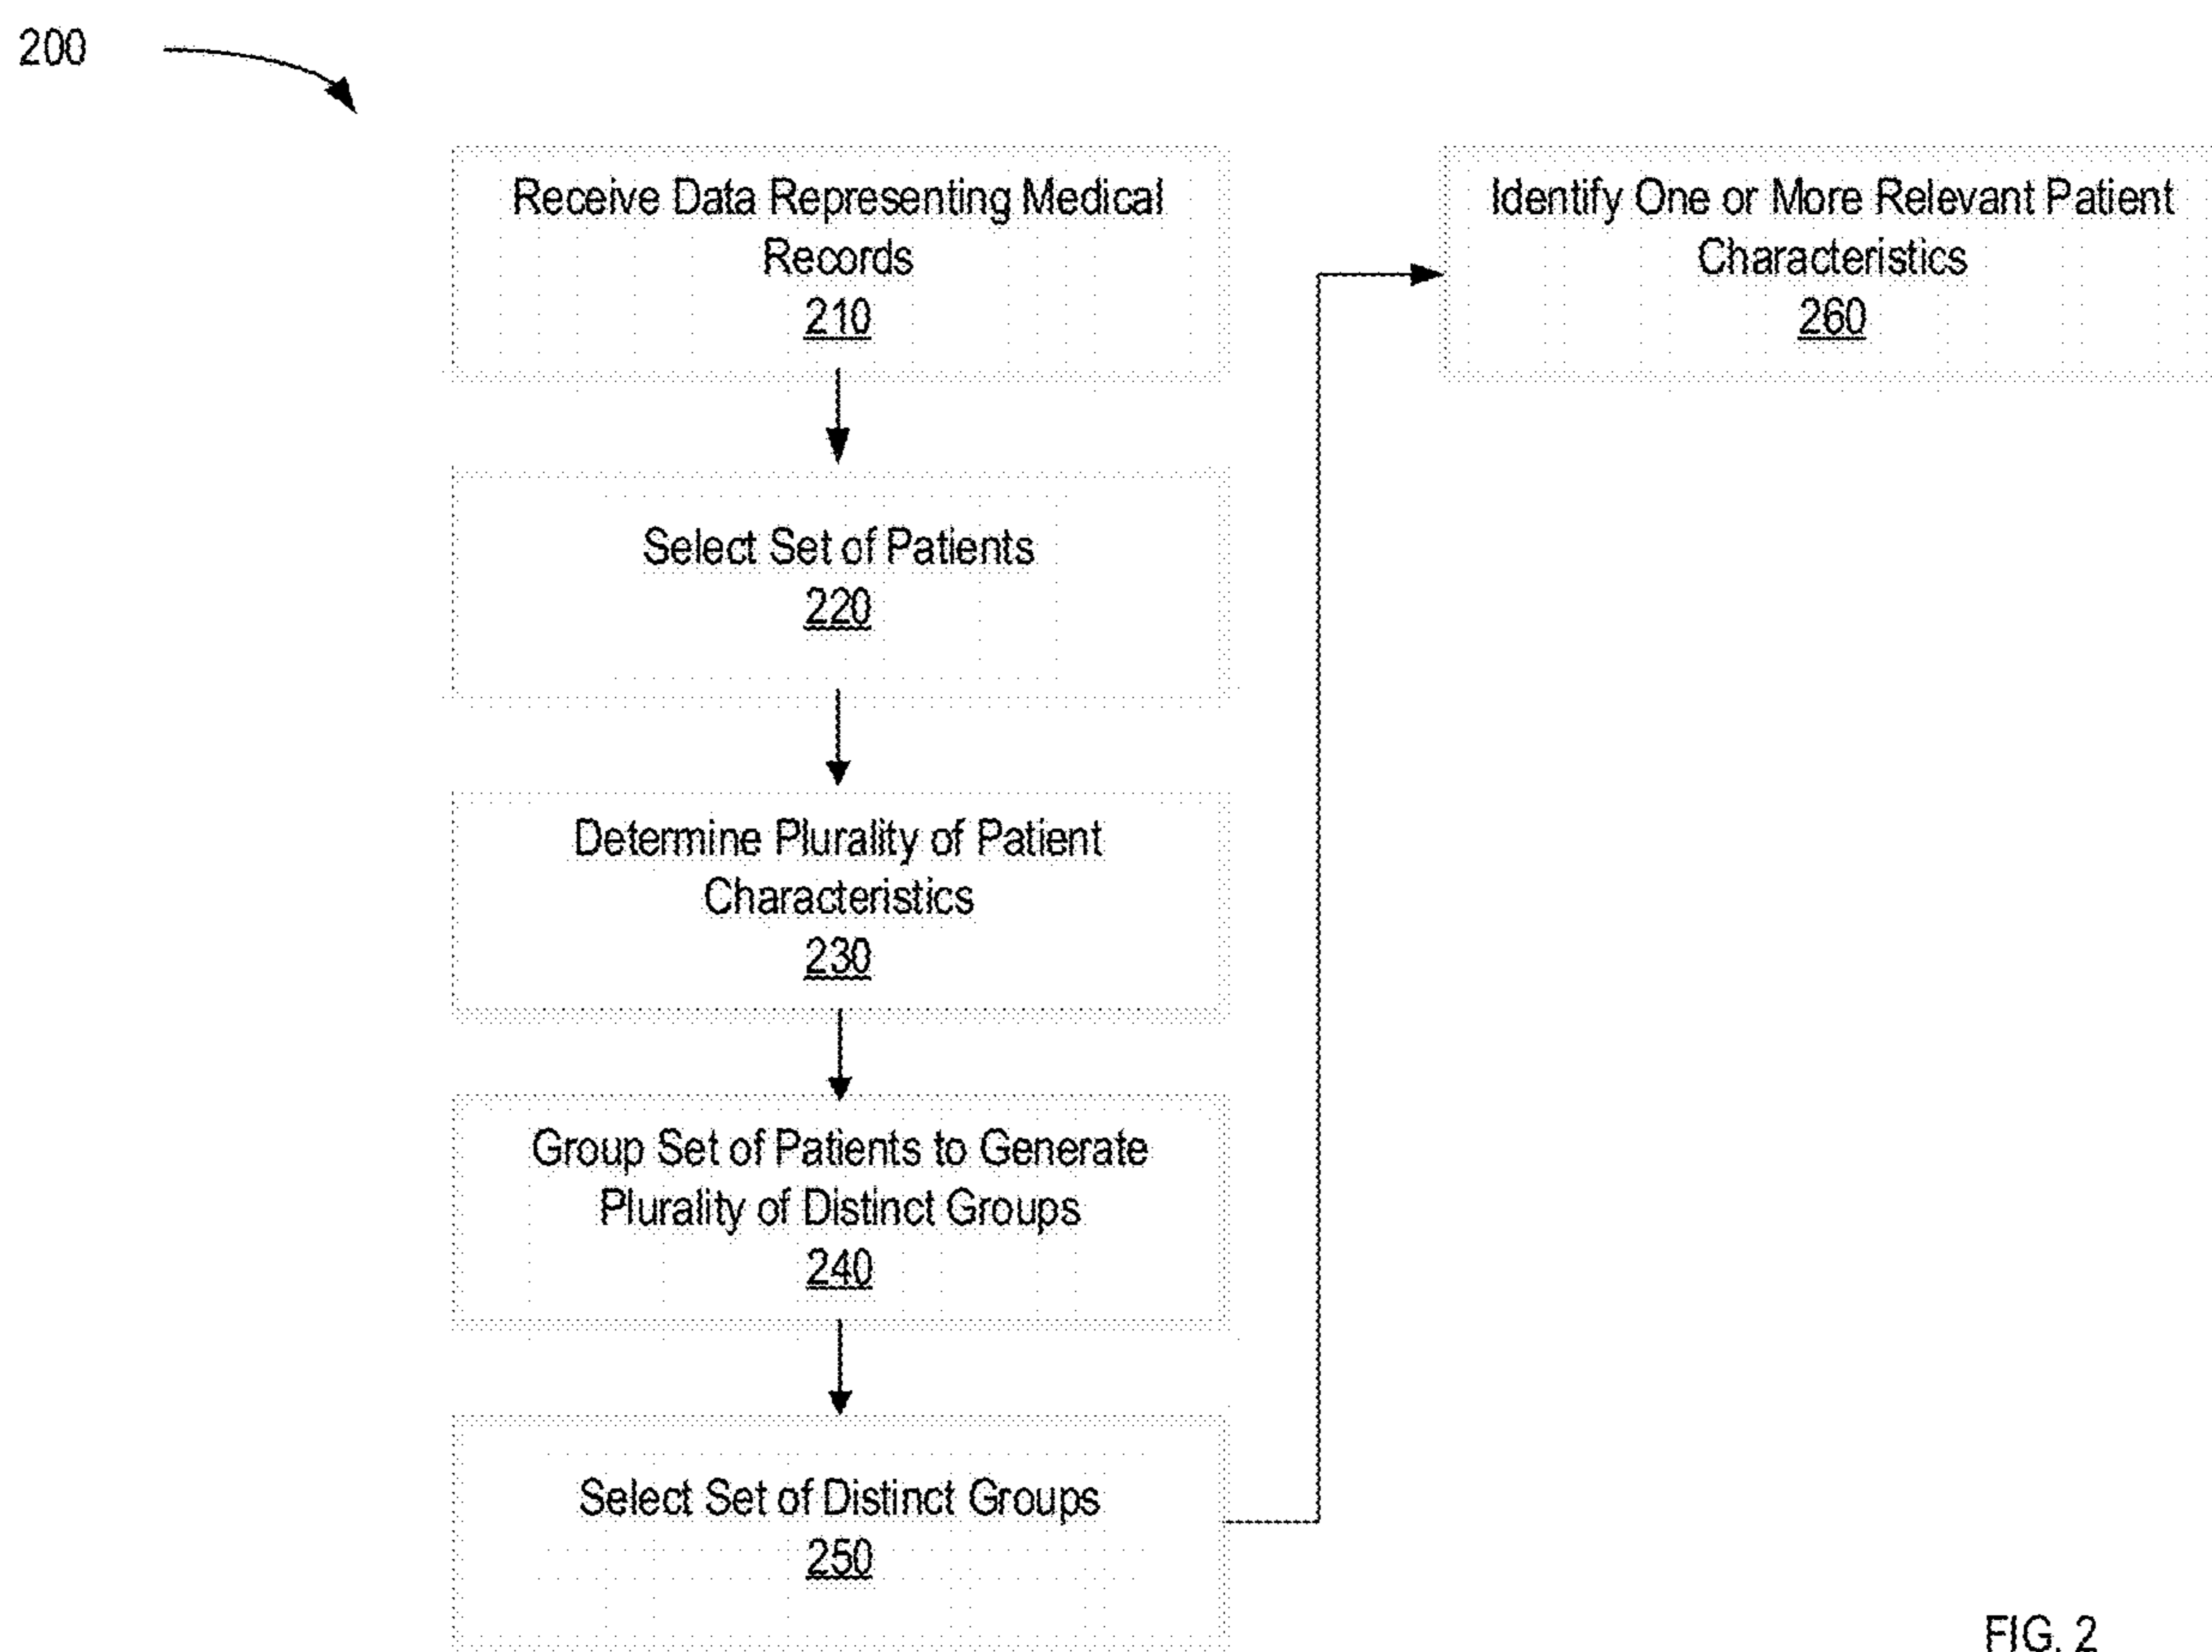 200
Receive Data Representing Medical
Records
210
Select Set of Patients
220
Determine Plurality of Patient
Characteristics
230
Group Set of Patients to Generate
Plurality of Distinct Groups
240
Select Set of Distinct Groups
250
Identify One or More Relevant Patient
Characteristics
260
FIG. 2